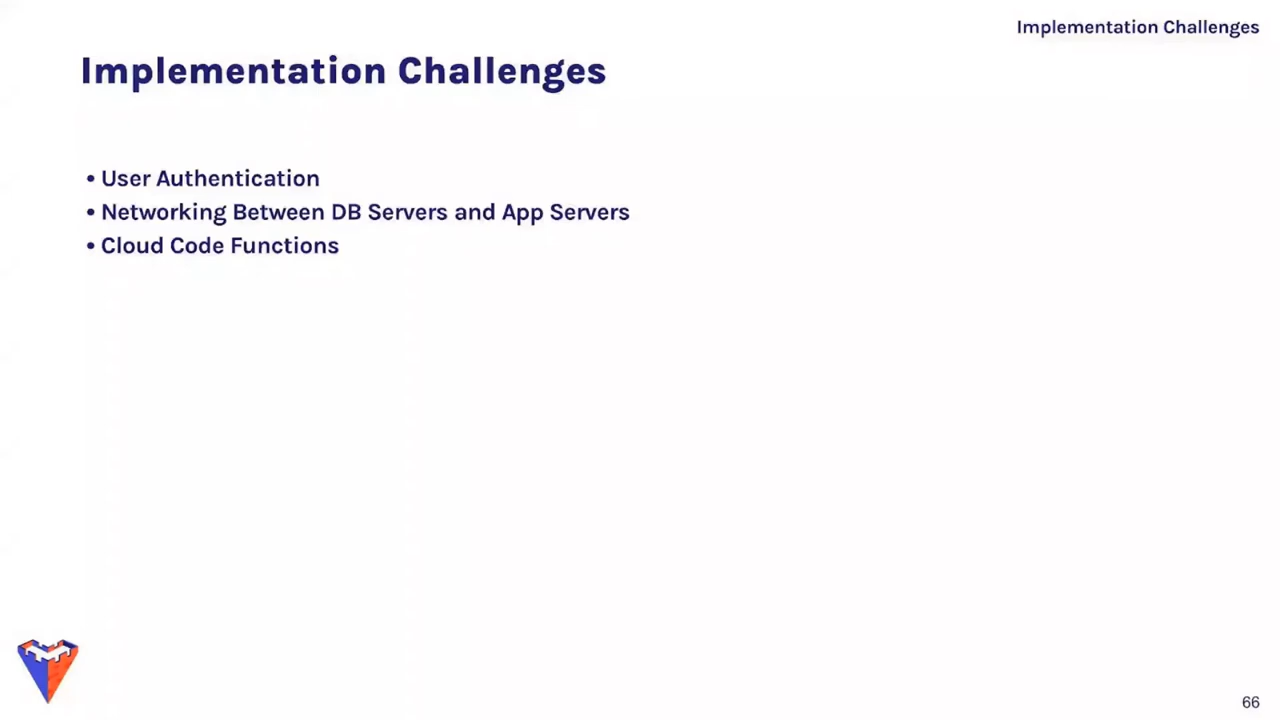 Implementation Challenges
Implementation Challenges
• User Authentication
• Networking Between DB Servers and App Servers
• Cloud Code Functions
66